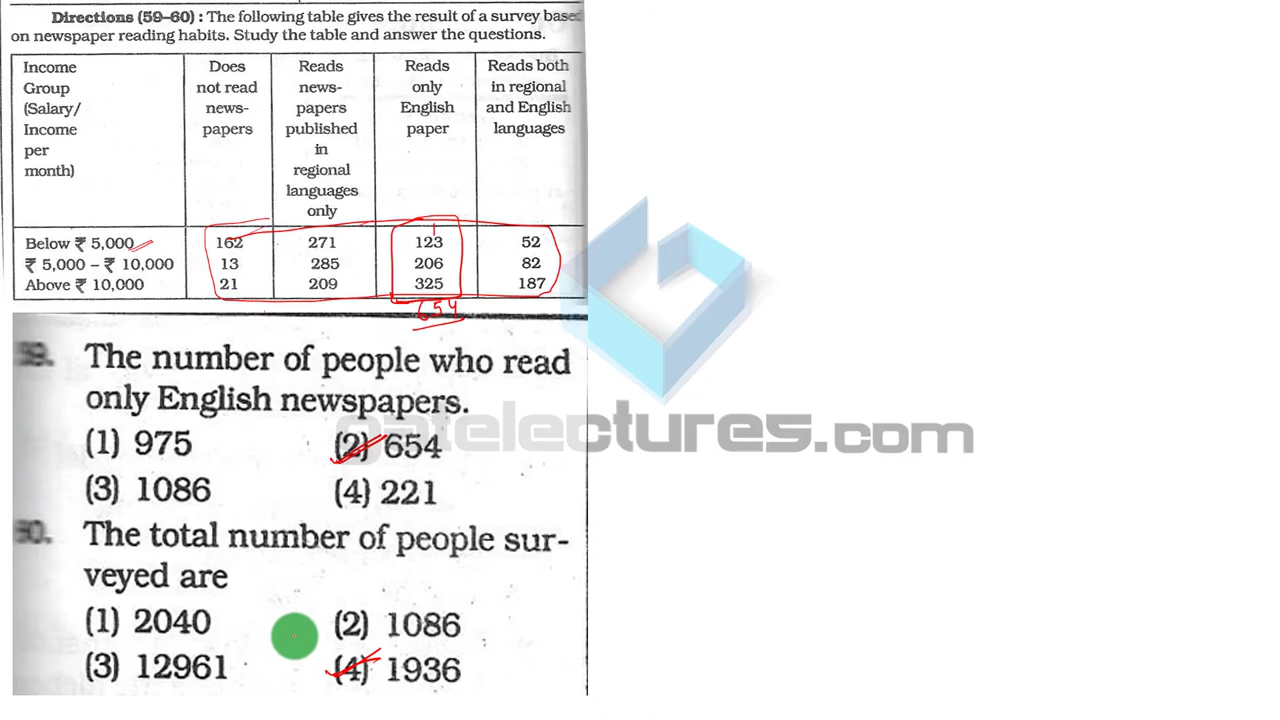 Directions (59–60) : The following table gives the result of a survey based
on newspaper reading habits. Study the table and answer the questions.
Income Group (Salary/ Income per month)
Does not read news-papers
Reads news-papers published in regional languages only
Reads only English paper
Reads both in regional and English languages
Below ₹ 5,000 162 271 123 52
₹ 5,000 – ₹ 10,000 13 285 206 82
Above ₹ 10,000 21 209 325 187
654
59. The number of people who read
only English newspapers.
(1) 975 (2) 654
(3) 1086 (4) 221
60. The total number of people sur-
veyed are
(1) 2040 (2) 1086
(3) 12961 (4) 1936
gatelectures.com